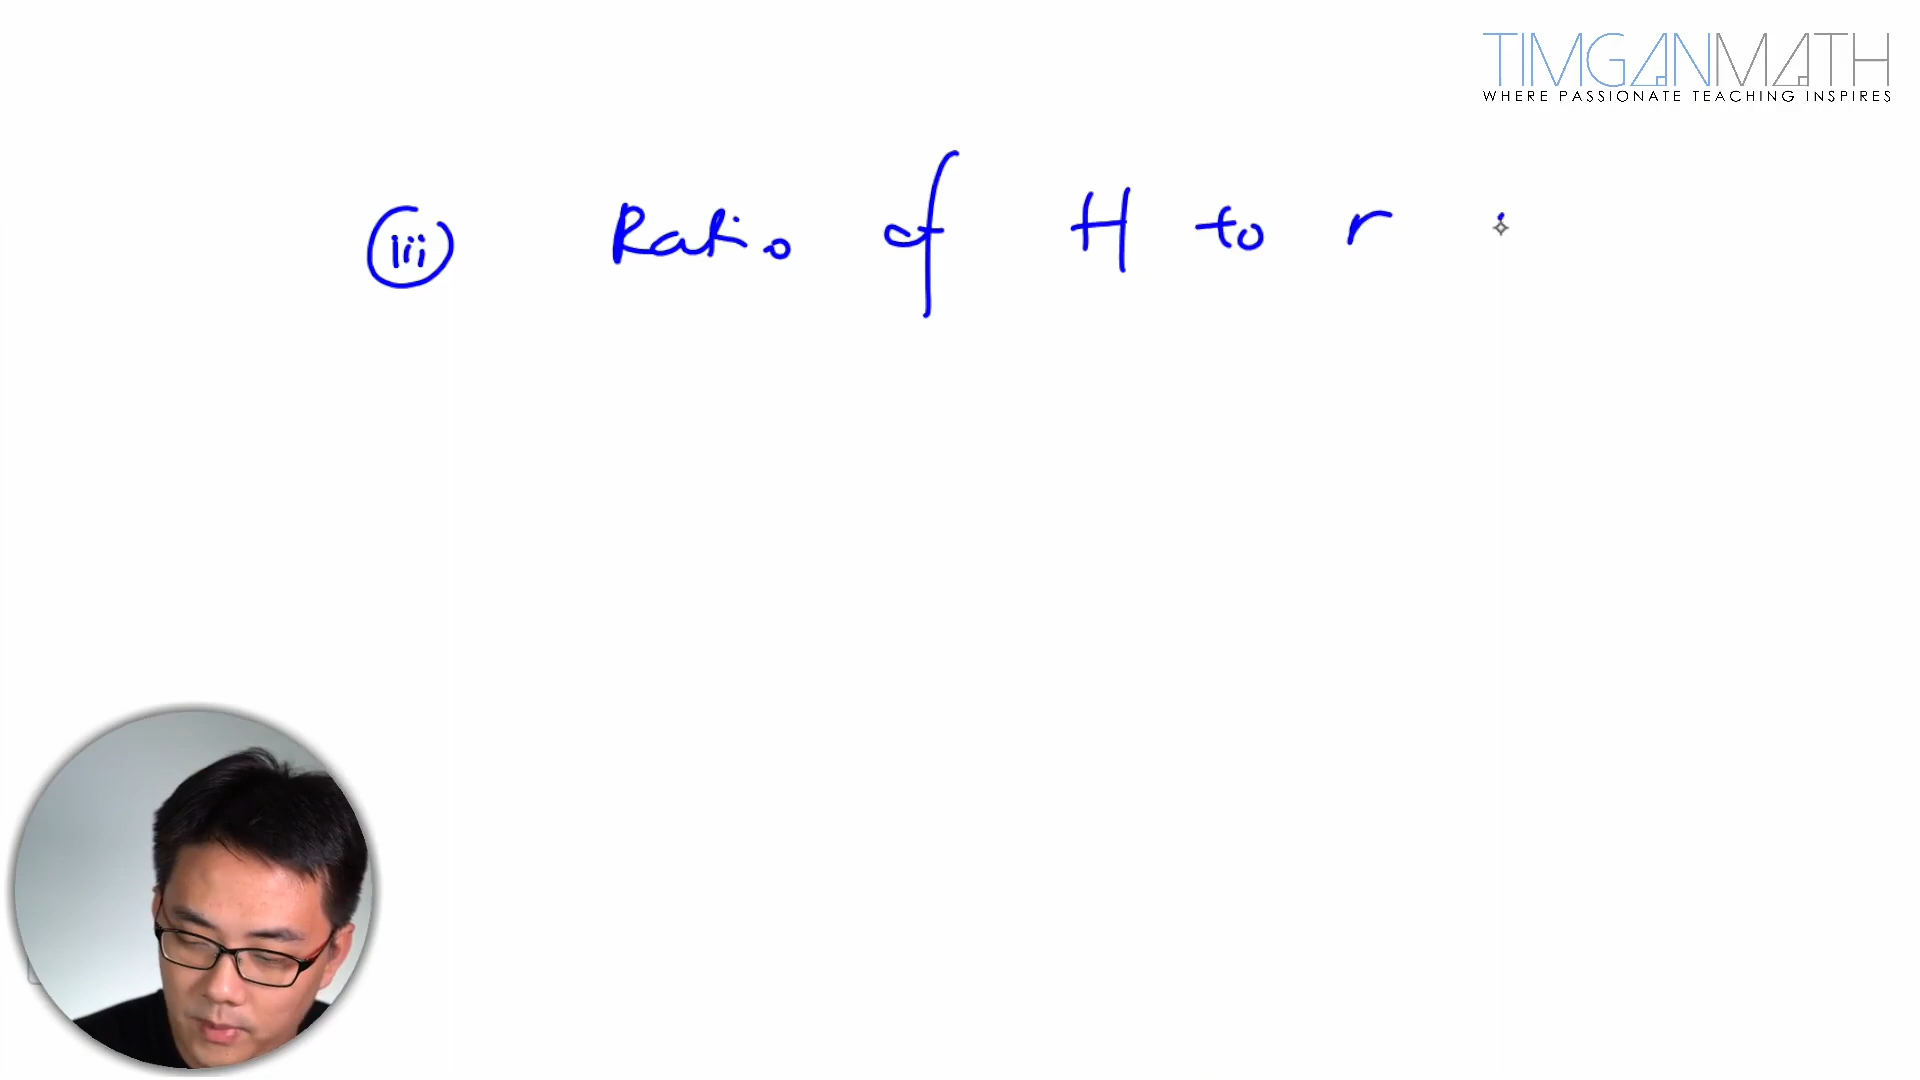 TIMGANMATH
WHERE PASSIONATE TEACHING INSPIRES
(iii) Ratio of H to r